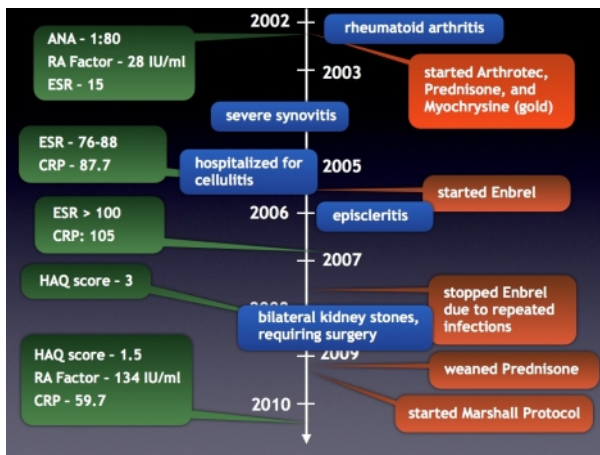 2002
rheumatoid arthritis
ANA - 1:80
RA Factor - 28 IU/ml
ESR - 15
2003
started Arthrotec,
Prednisone, and
Myochrysine (gold)
severe synovitis
ESR - 76-88
CRP - 87.7
hospitalized for
cellulitis
2005
started Enbrel
ESR > 100
CRP: 105
2006
episcleritis
2007
HAQ score - 3
stopped Enbrel
due to repeated
infections
bilateral kidney stones,
requiring surgery
2009
HAQ score - 1.5
RA Factor - 134 IU/ml
CRP - 59.7
weaned Prednisone
2010
started Marshall Protocol